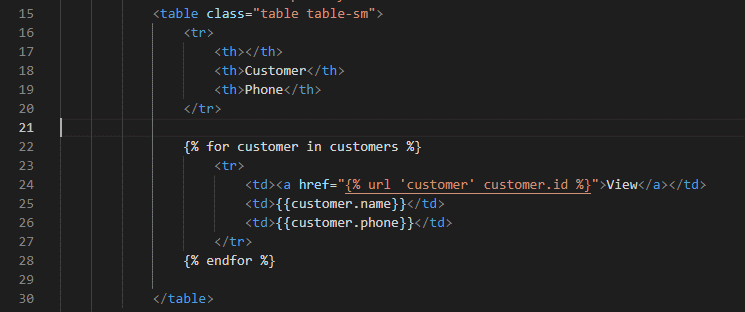 15 <table class="table table-sm">
16 <tr>
17 <th></th>
18 <th>Customer</th>
19 <th>Phone</th>
20 </tr>
21
22 {% for customer in customers %}
23 <tr>
24 <td><a href="{% url 'customer' customer.id %}">View</a></td>
25 <td>{{customer.name}}</td>
26 <td>{{customer.phone}}</td>
27 </tr>
28 {% endfor %}
29
30 </table>